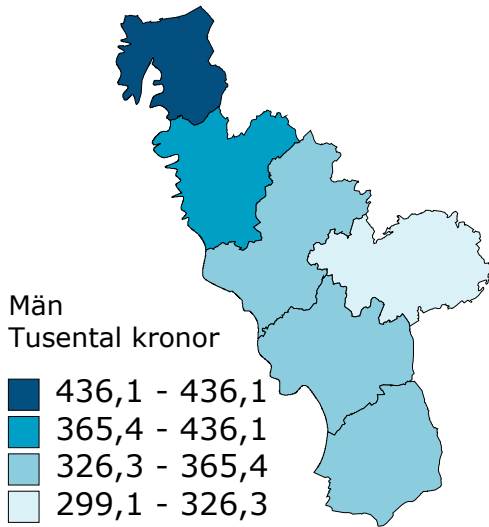 Män
Tusental kronor
436,1 - 436,1
365,4 - 436,1
326,3 - 365,4
299,1 - 326,3